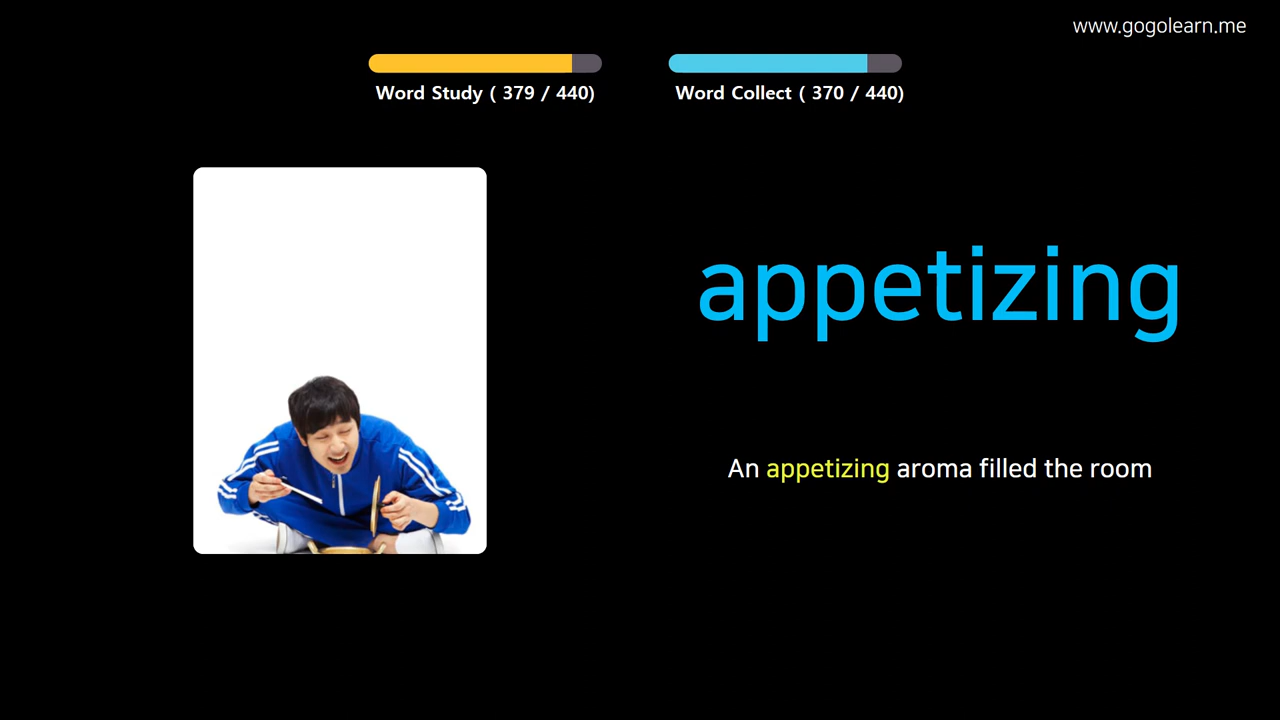 www.gogolearn.me
Word Study ( 379 / 440)
Word Collect ( 370 / 440)
appetizing
An appetizing aroma filled the room